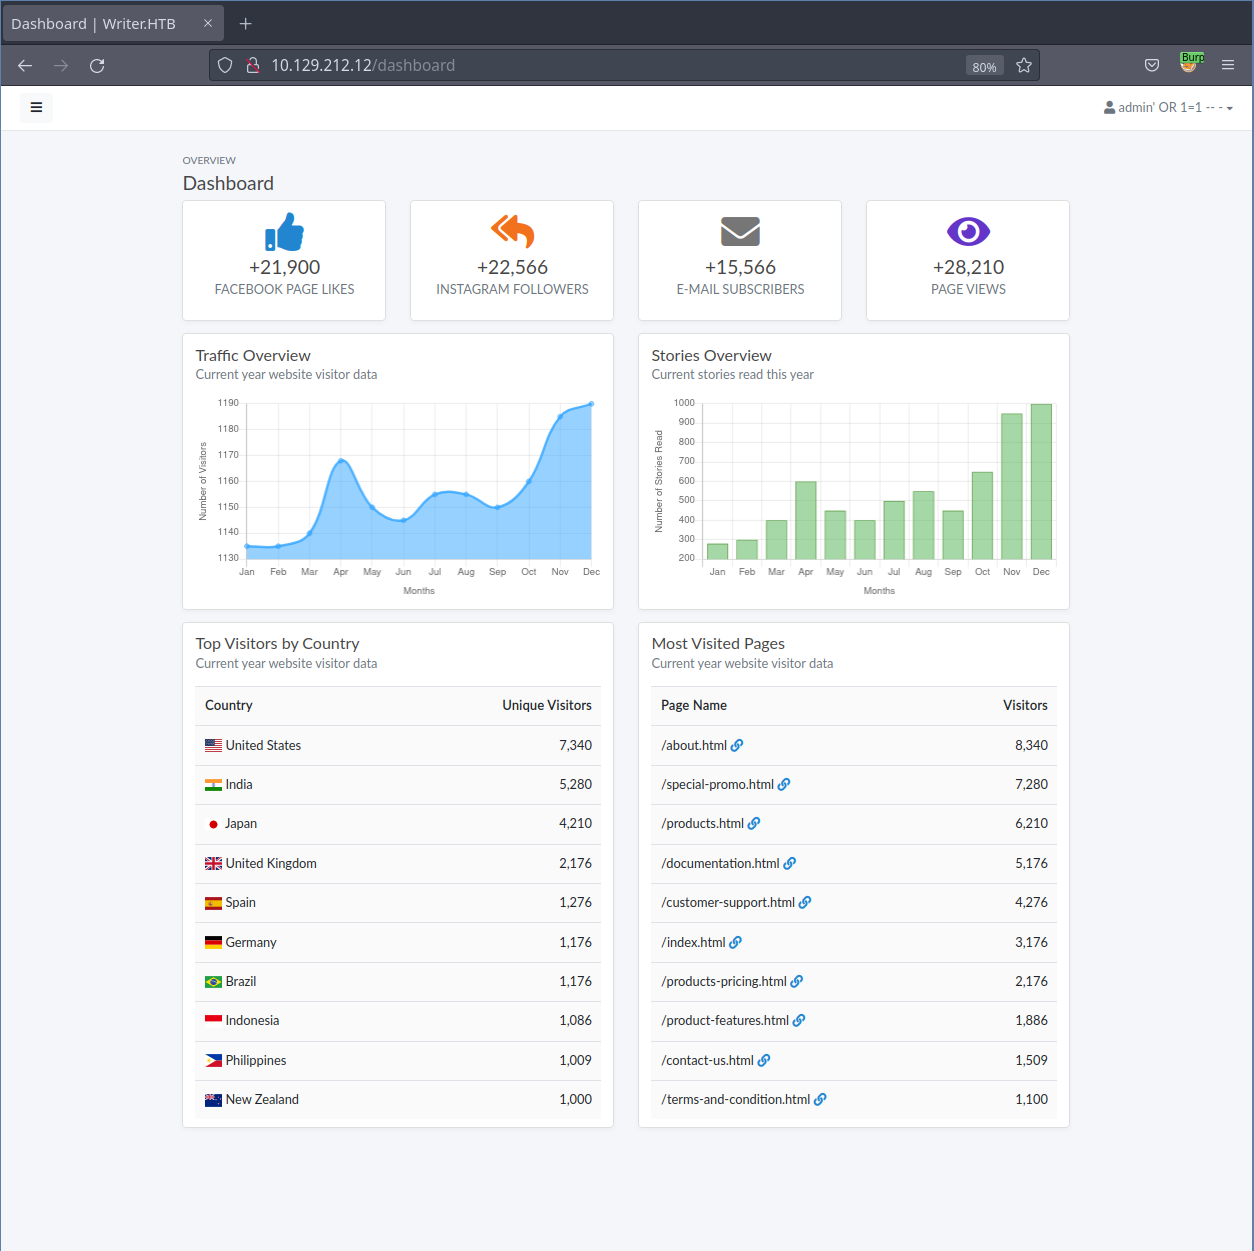 Dashboard | Writer.HTB
10.129.212.12/dashboard
80%
Burp
admin' OR 1=1 -- -
OVERVIEW
Dashboard
+21,900
FACEBOOK PAGE LIKES
+22,566
INSTAGRAM FOLLOWERS
+15,566
E-MAIL SUBSCRIBERS
+28,210
PAGE VIEWS
Traffic Overview
Current year website visitor data
Number of Visitors
1190
1180
1170
1160
1150
1140
1130
Jan Feb Mar Apr May Jun Jul Aug Sep Oct Nov Dec
Months
Stories Overview
Current stories read this year
Number of Stories Read
1000
900
800
700
600
500
400
300
200
Jan Feb Mar Apr May Jun Jul Aug Sep Oct Nov Dec
Months
Top Visitors by Country
Current year website visitor data
Country Unique Visitors
United States 7,340
India 5,280
Japan 4,210
United Kingdom 2,176
Spain 1,276
Germany 1,176
Brazil 1,176
Indonesia 1,086
Philippines 1,009
New Zealand 1,000
Most Visited Pages
Current year website visitor data
Page Name Visitors
/about.html 8,340
/special-promo.html 7,280
/products.html 6,210
/documentation.html 5,176
/customer-support.html 4,276
/index.html 3,176
/products-pricing.html 2,176
/product-features.html 1,886
/contact-us.html 1,509
/terms-and-condition.html 1,100